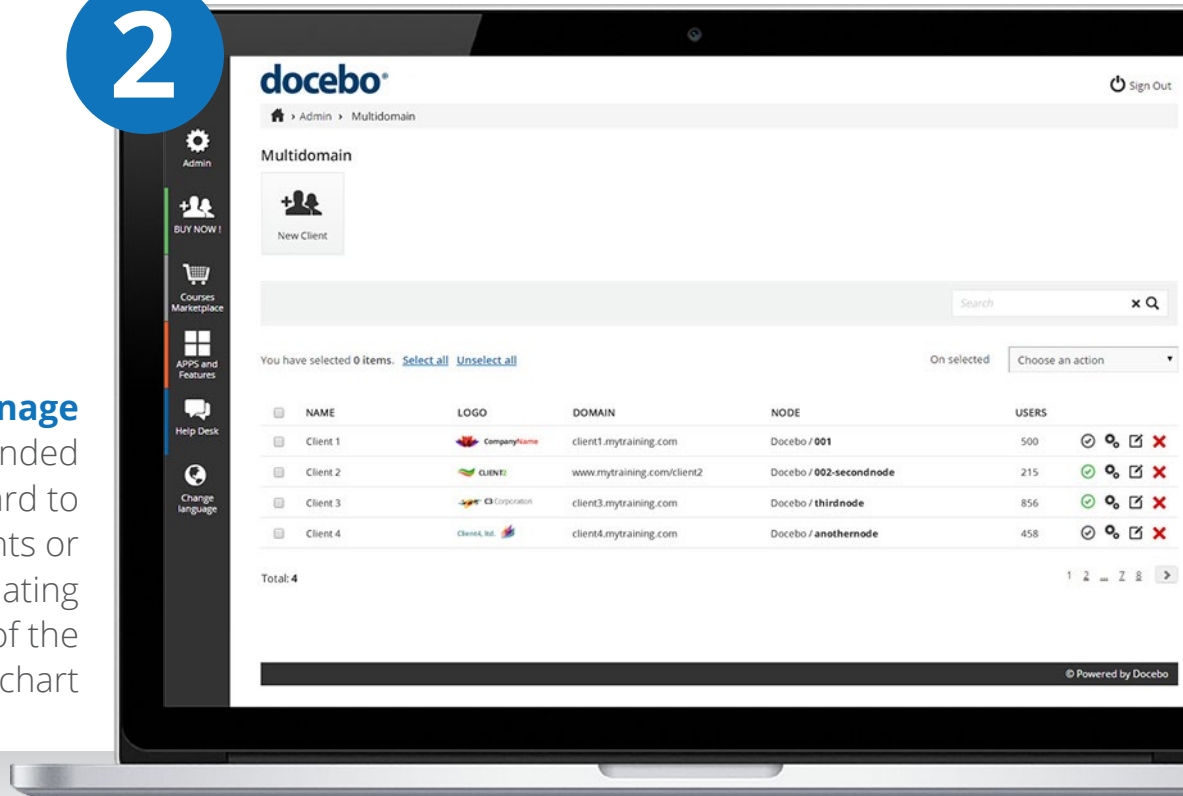 2
docebo®
Sign Out
Admin › Multidomain
Admin
BUY NOW !
Courses
Marketplace
APPS and
Features
Help Desk
Change
language
Multidomain
New Client
Search
You have selected 0 items. Select all Unselect all
On selected Choose an action
NAME LOGO DOMAIN NODE USERS
Client 1 CompanyName client1.mytraining.com Docebo / 001 500
Client 2 CLIENT2 www.mytraining.com/client2 Docebo / 002-secondnode 215
Client 3 C3 Corporation client3.mytraining.com Docebo / thirdnode 856
Client 4 Client4, ltd. client4.mytraining.com Docebo / anothernode 458
Total: 4
1 2 ... 7 8 >
© Powered by Docebo
nage
nded
rd to
nts or
ating
of the
chart